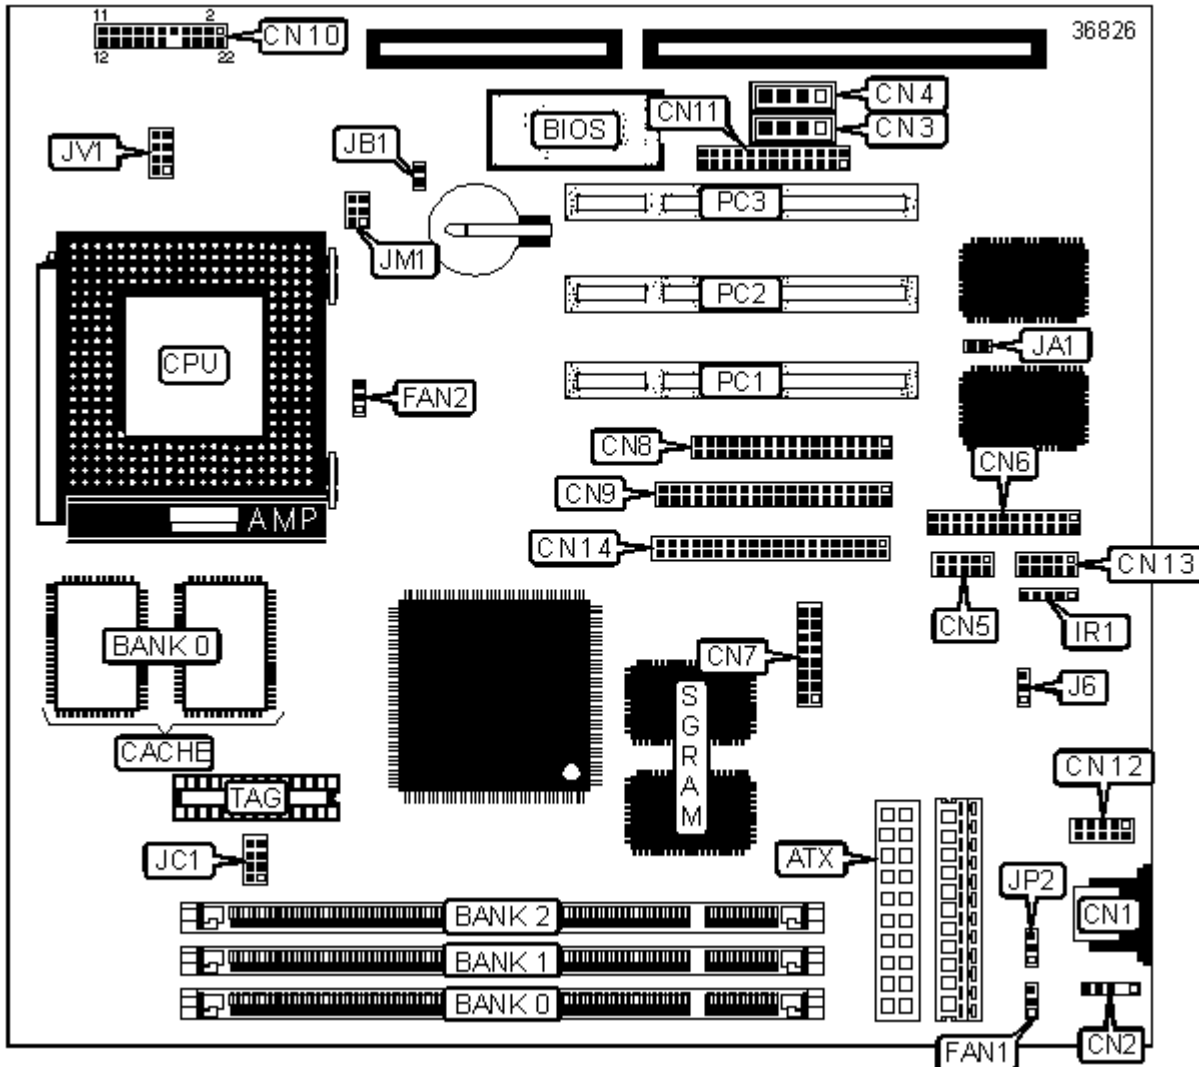 11 2
CN10
12 22
36826
CN4
CN11
CN3
BIOS
JV1
JB1
PC3
JM1
PC2
JA1
CPU
PC1
FAN2
CN8
CN6
CN9
AMP
CN14
CN13
CN5
IR1
BANK 0
CN7
J6
SGRAM
CACHE
CN12
TAG
JC1
ATX
JP2
CN1
BANK 2
BANK 1
BANK 0
FAN1
CN2